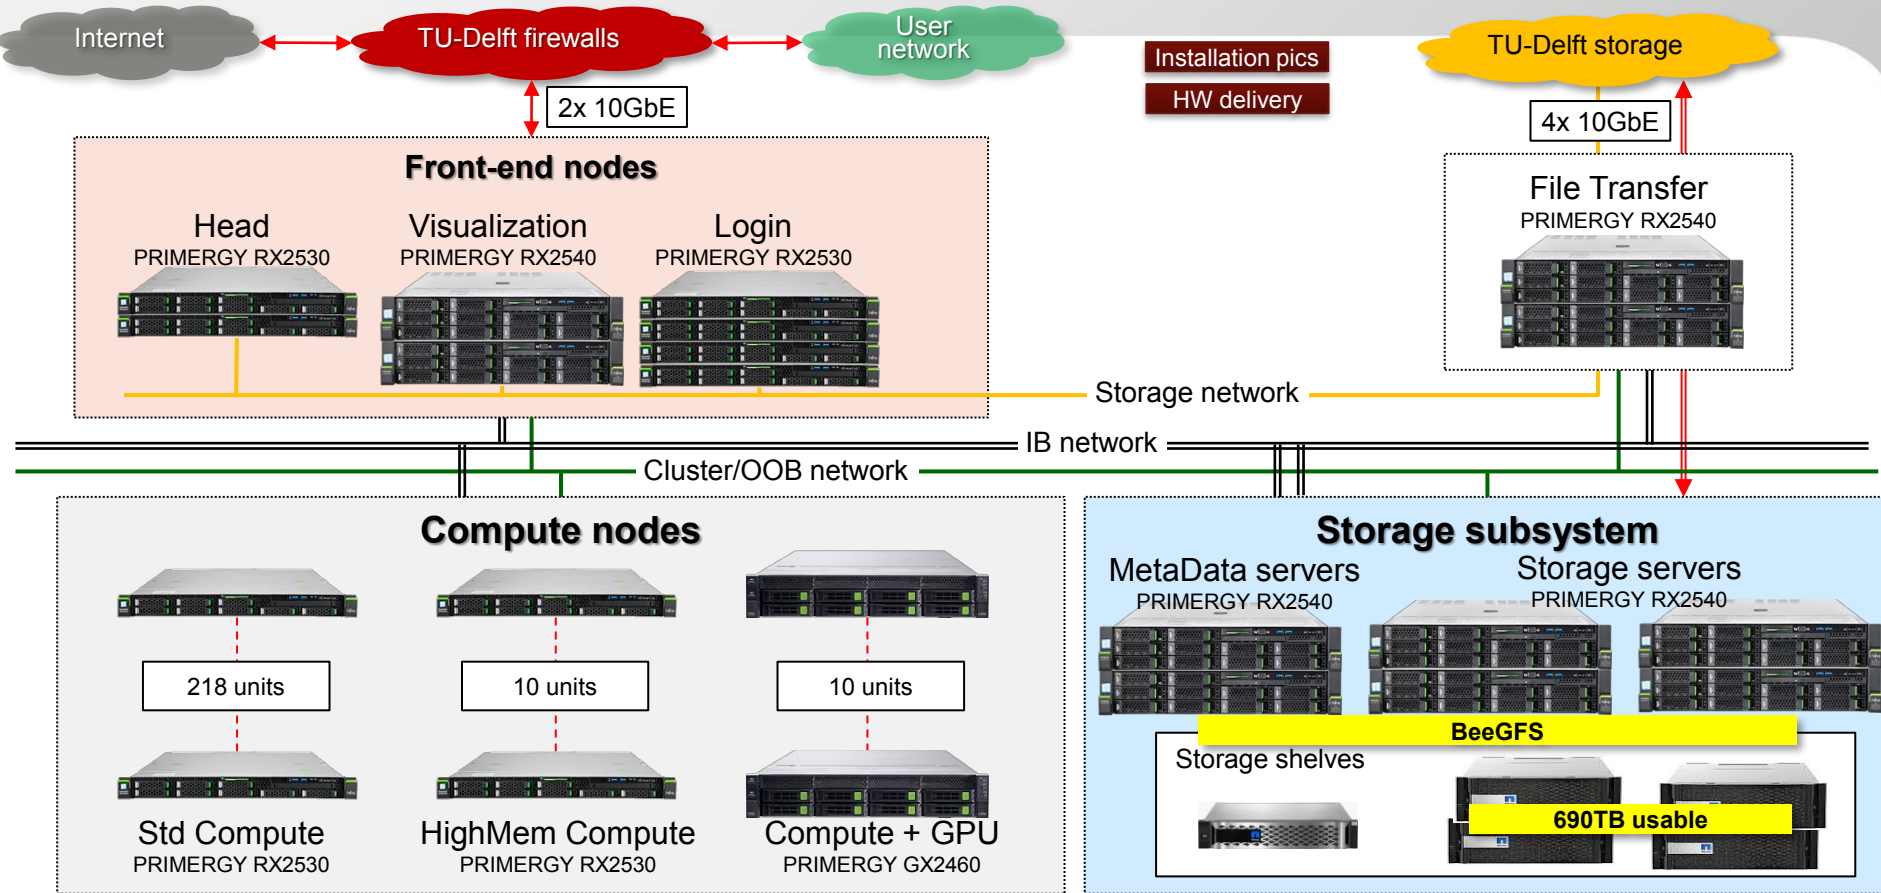 Internet
TU-Delft firewalls
User
network
Installation pics
HW delivery
TU-Delft storage
2x 10GbE
4x 10GbE
Front-end nodes
Head
PRIMERGY RX2530
Visualization
PRIMERGY RX2540
Login
PRIMERGY RX2530
File Transfer
PRIMERGY RX2540
Storage network
IB network
Cluster/OOB network
Compute nodes
218 units
10 units
10 units
Std Compute
PRIMERGY RX2530
HighMem Compute
PRIMERGY RX2530
Compute + GPU
PRIMERGY GX2460
Storage subsystem
MetaData servers
PRIMERGY RX2540
Storage servers
PRIMERGY RX2540
BeeGFS
Storage shelves
690TB usable